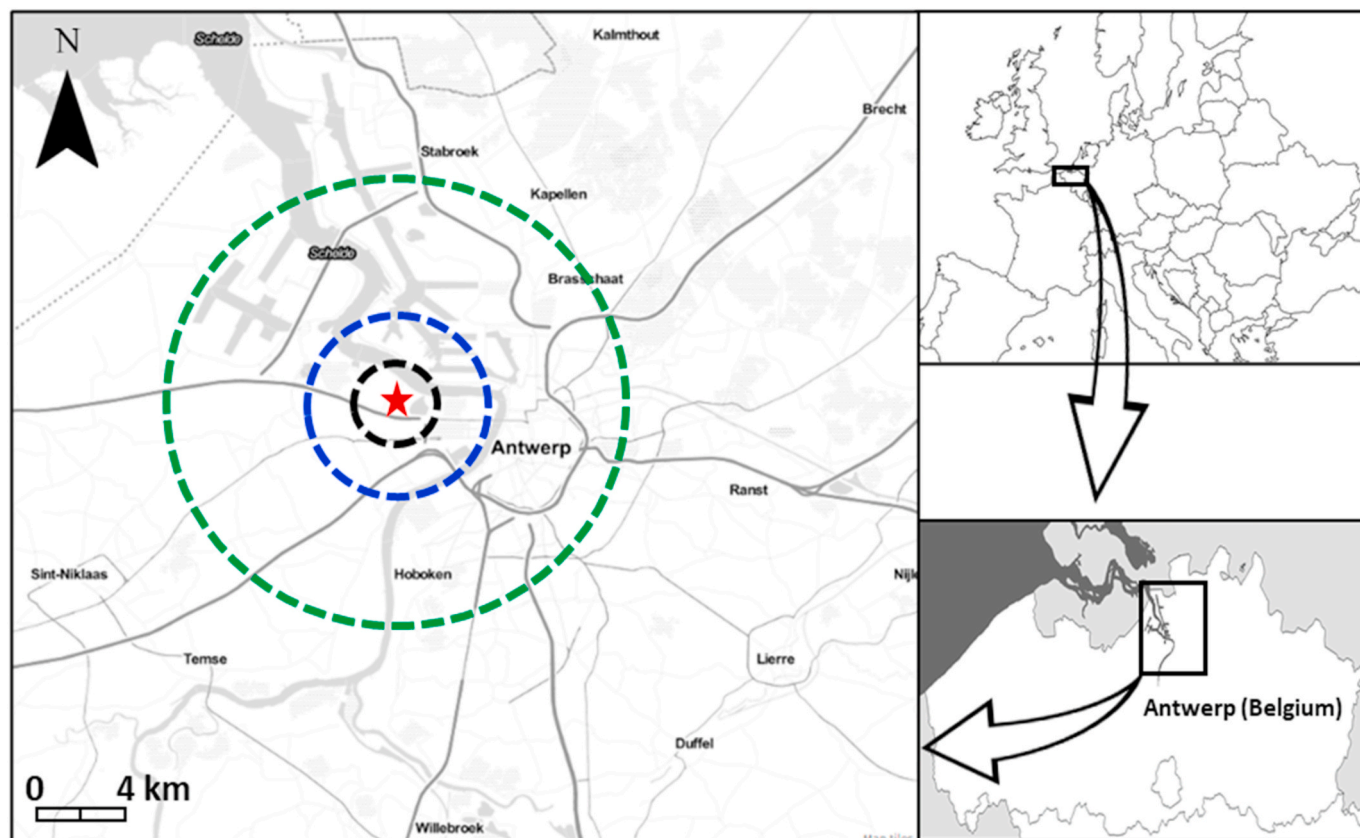 Schelde
Kalmthout
N
Brecht
Stabroek
Kapellen
Schelde
Brasschaat
Antwerp
Ranst
Sint-Niklaas
Hoboken
Temse
Lierre
Antwerp (Belgium)
Duffel
0 4 km
Willebroek